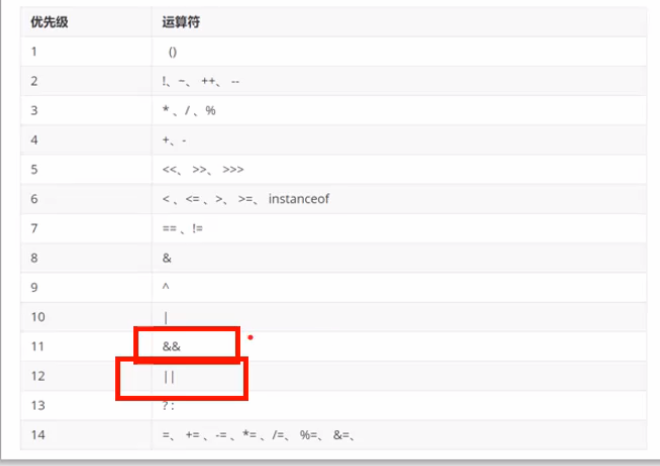 优先级 运算符
1 ()
2 !、~、 ++、 --
3 * 、/ 、%
4 +、-
5 <<、 >>、 >>>
6 < 、<= 、>、 >=、 instanceof
7 == 、!=
8 &
9 ^
10 |
11 &&
12 ||
13 ? :
14 =、 += 、-= 、*= 、/=、 %=、 &=、